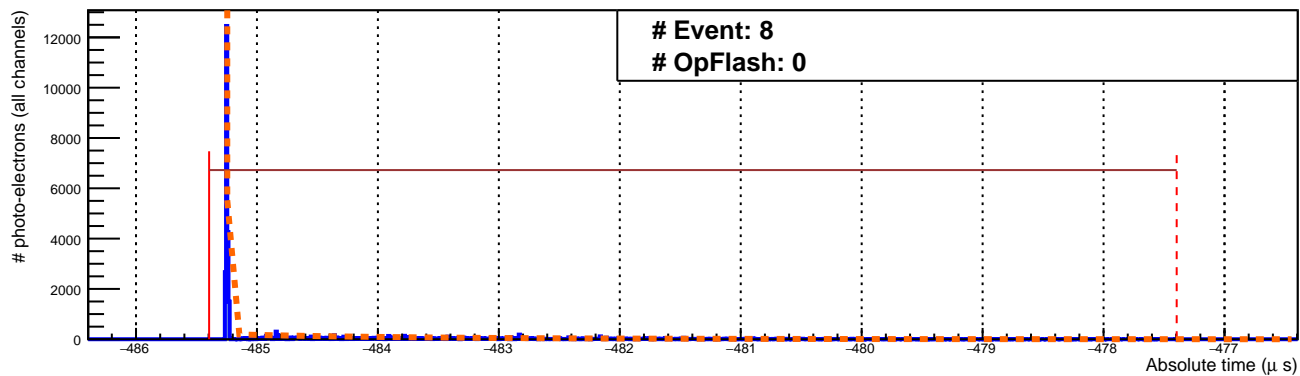 # Event: 8
# OpFlash: 0
# photo-electrons (all channels)
12000
10000
8000
6000
4000
2000
0
−486 −485 −484 −483 −482 −481 −480 −479 −478 −477
Absolute time (μ s)